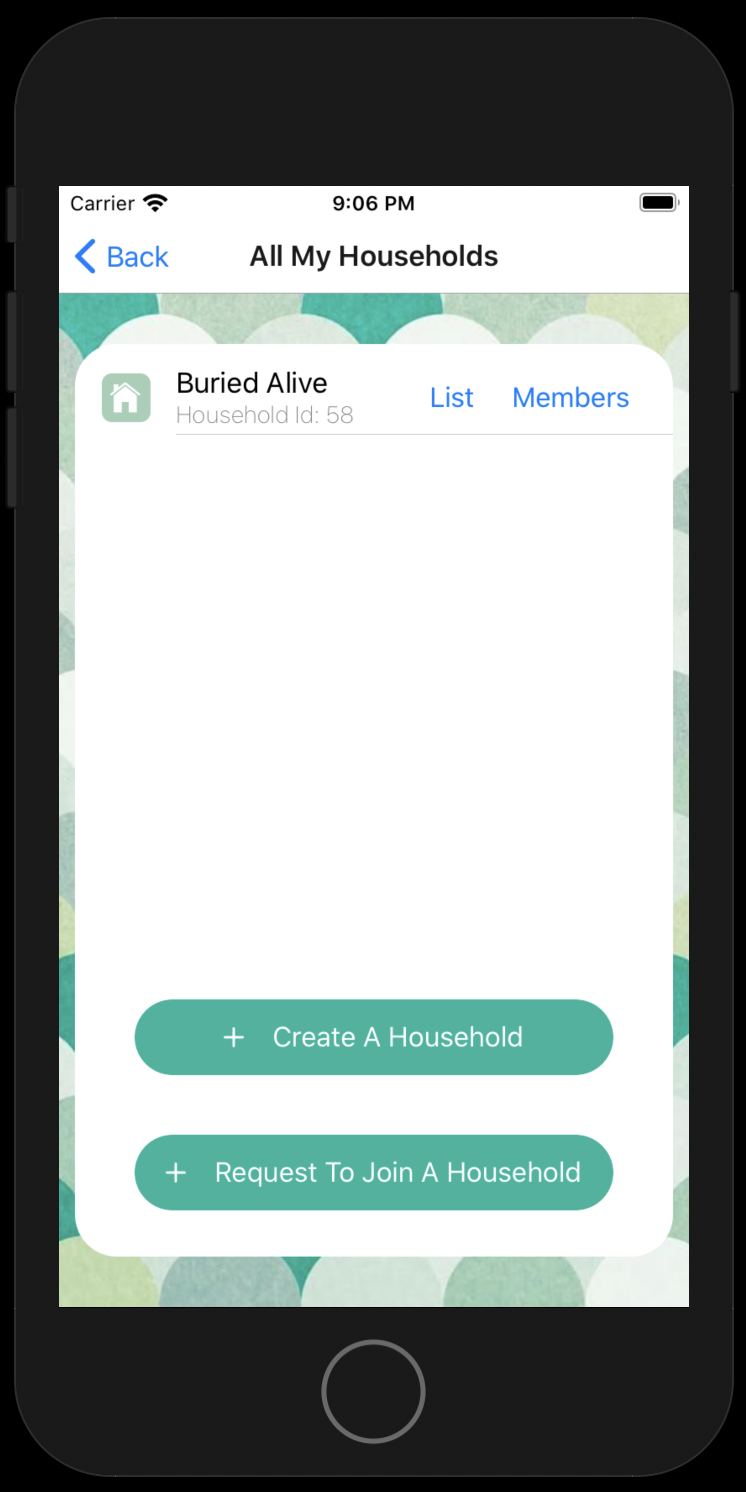 Carrier 9:06 PM
Back All My Households
Buried Alive
Household Id: 58
List Members
+ Create A Household
+ Request To Join A Household